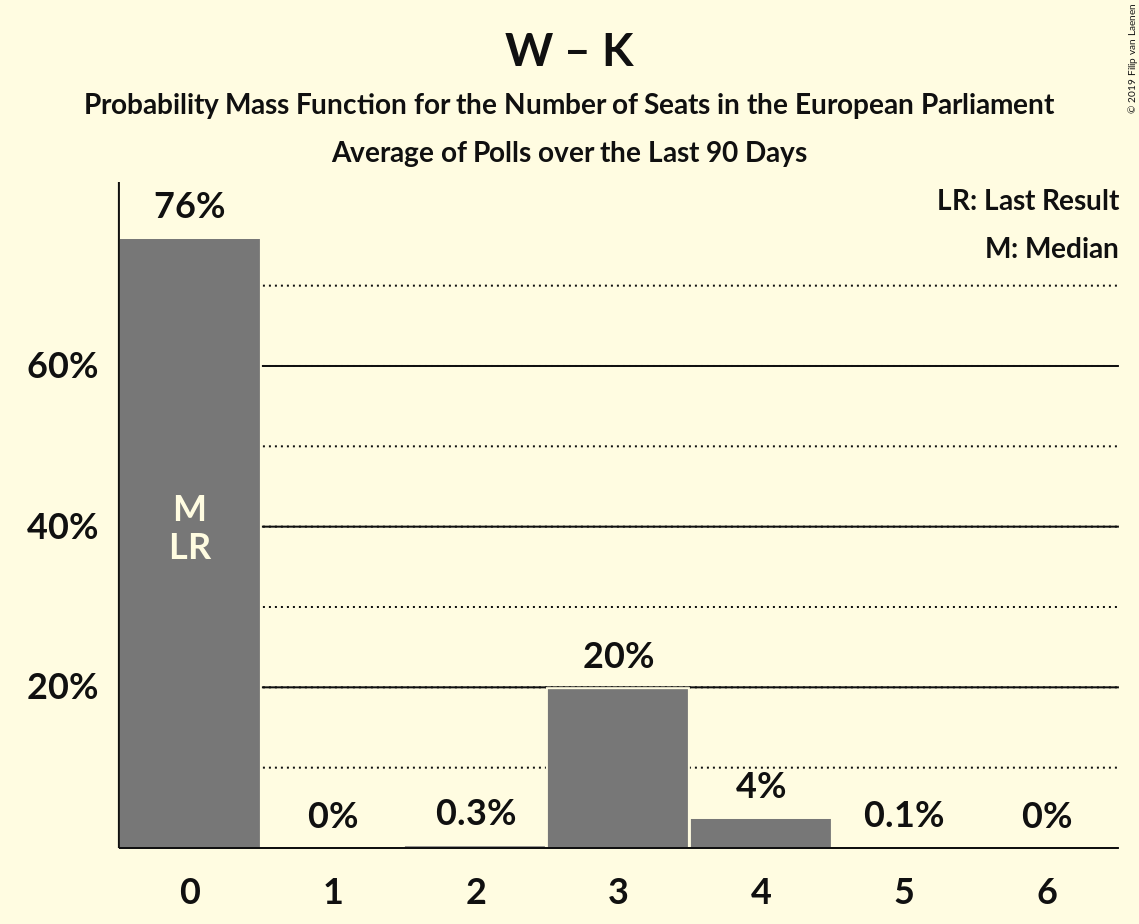 W – K
Probability Mass Function for the Number of Seats in the European Parliament
Average of Polls over the Last 90 Days
© 2019 Filip van Laenen
LR: Last Result
M: Median
76%
60%
40%
20%
M
LR
0%
0.3%
20%
4%
0.1%
0%
0 1 2 3 4 5 6